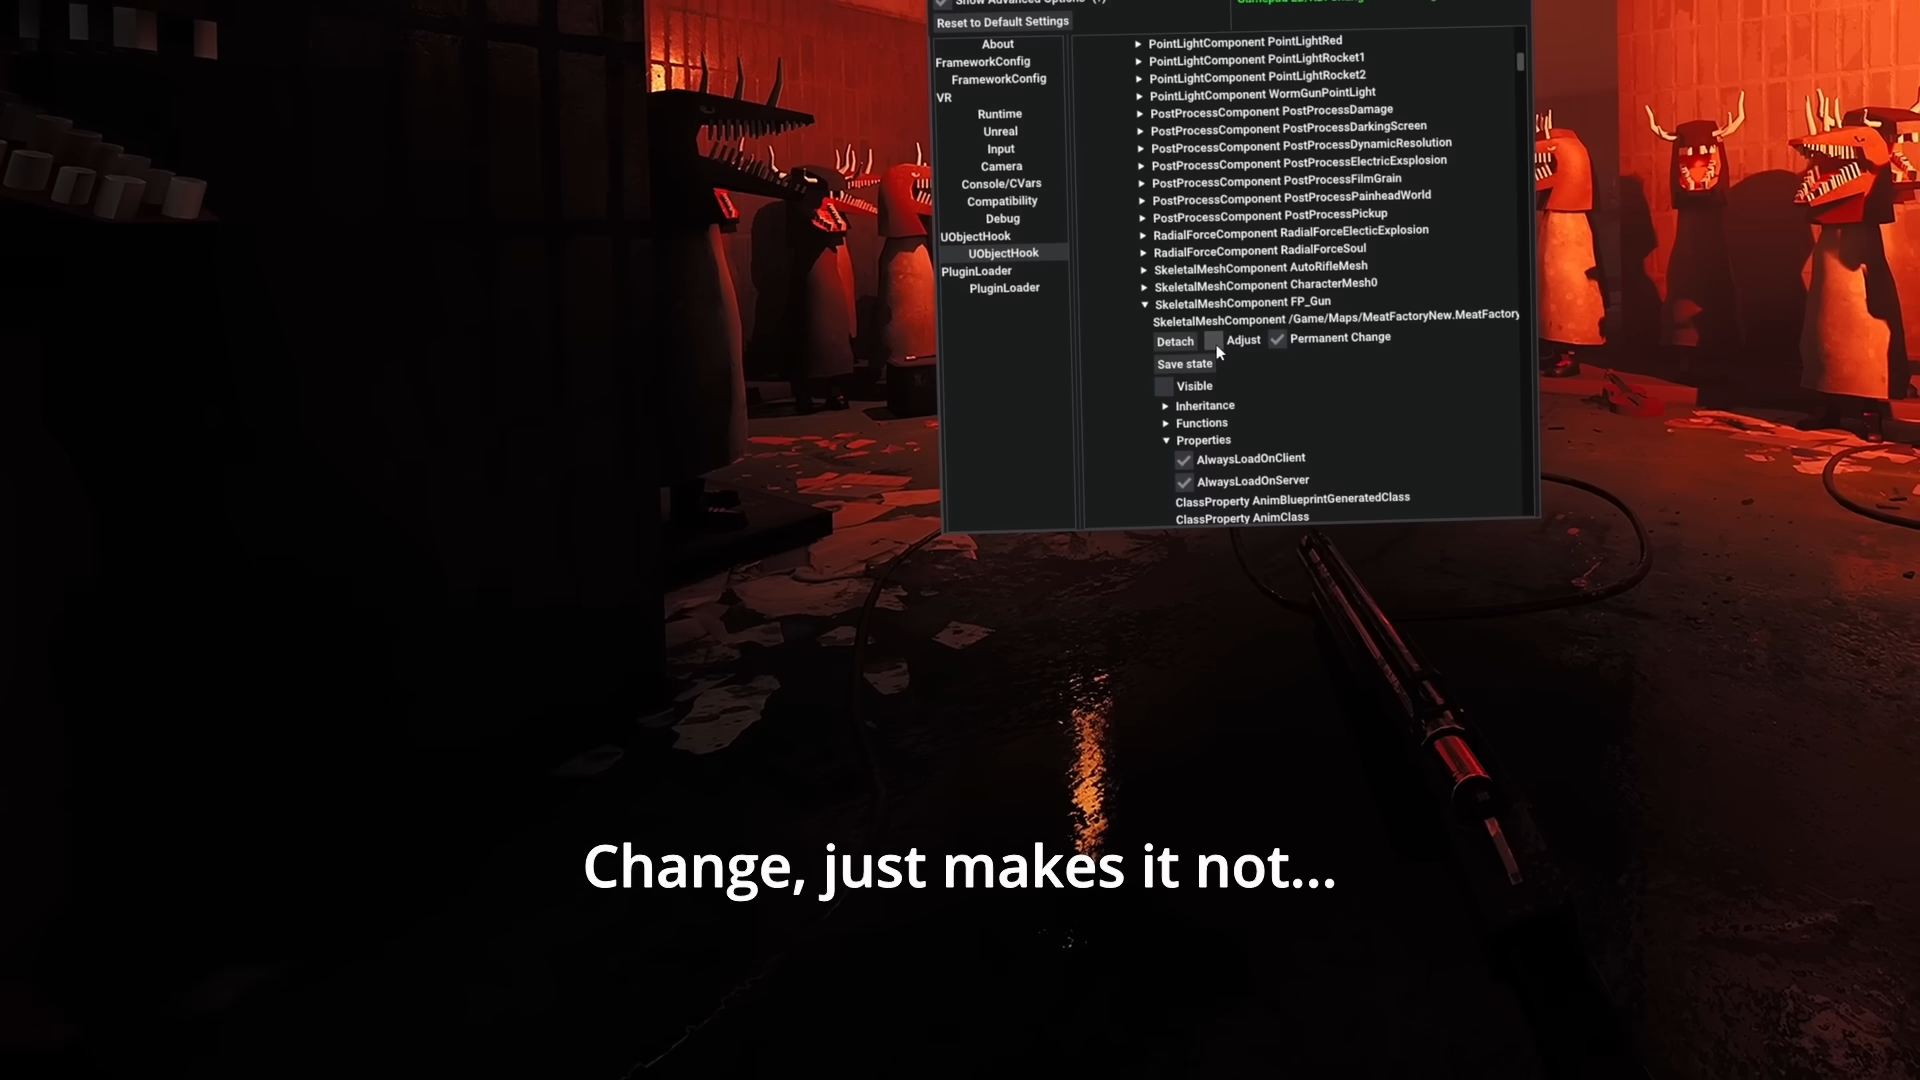 Show Advanced Options
Reset to Default Settings
About
FrameworkConfig
FrameworkConfig
VR
Runtime
Unreal
Input
Camera
Console/CVars
Compatibility
Debug
UObjectHook
UObjectHook
PluginLoader
PluginLoader
PointLightComponent PointLightRed
PointLightComponent PointLightRocket1
PointLightComponent PointLightRocket2
PointLightComponent WormGunPointLight
PostProcessComponent PostProcessDamage
PostProcessComponent PostProcessDarkingScreen
PostProcessComponent PostProcessDynamicResolution
PostProcessComponent PostProcessElectricExsplosion
PostProcessComponent PostProcessFilmGrain
PostProcessComponent PostProcessPainheadWorld
PostProcessComponent PostProcessPickup
RadialForceComponent RadialForceElecticExplosion
RadialForceComponent RadialForceSoul
SkeletalMeshComponent AutoRifleMesh
SkeletalMeshComponent CharacterMesh0
SkeletalMeshComponent FP_Gun
SkeletalMeshComponent /Game/Maps/MeatFactoryNew.MeatFactory
Detach Adjust Permanent Change
Save state
Visible
Inheritance
Functions
Properties
AlwaysLoadOnClient
AlwaysLoadOnServer
ClassProperty AnimBlueprintGeneratedClass
ClassProperty AnimClass
Change, just makes it not...